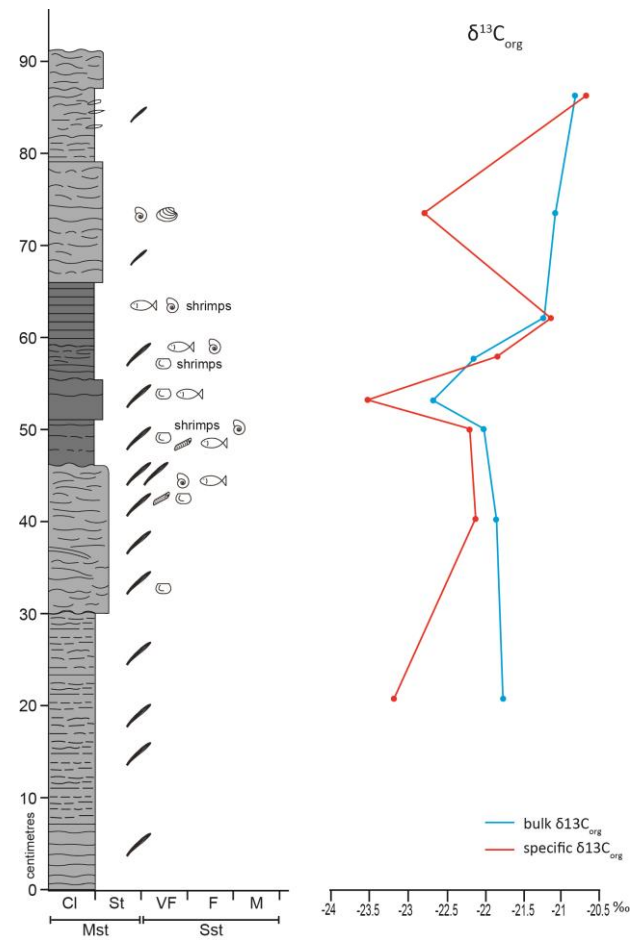 δ¹³Corg
90
80
70
60
50
40
30
20
10
0
centimetres
shrimps
shrimps
shrimps
Cl St VF F M
Mst Sst
bulk δ13Corg
specific δ13Corg
-24 -23.5 -23 -22.5 -22 -21.5 -21 -20.5 ‰